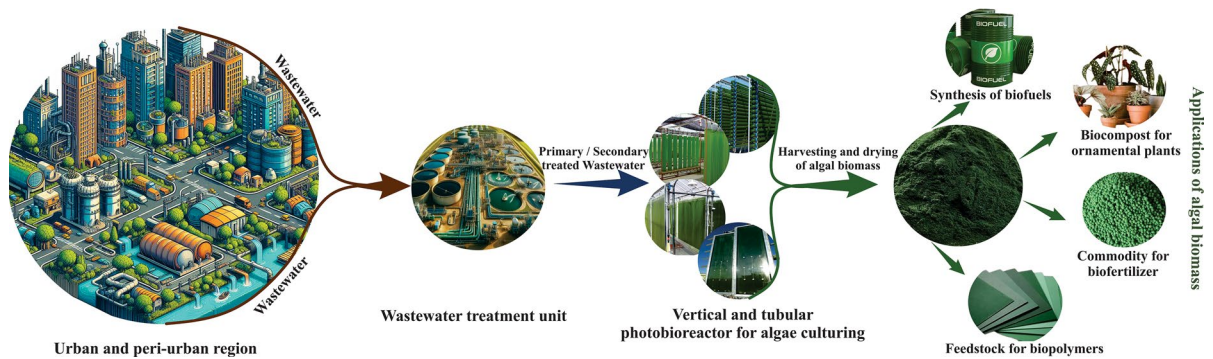 Wastewater
Wastewater
Urban and peri-urban region
Wastewater treatment unit
Primary / Secondary
treated Wastewater
Vertical and tubular
photobioreactor for algae culturing
Harvesting and drying
of algal biomass
BIOFUEL
BIOFUEL
Synthesis of biofuels
Biocompost for
ornamental plants
Commodity for
biofertilizer
Feedstock for biopolymers
Applications of algal biomass